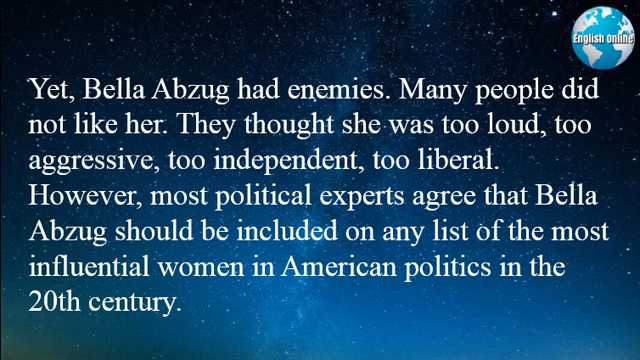 English Online
Yet, Bella Abzug had enemies. Many people did
not like her. They thought she was too loud, too
aggressive, too independent, too liberal.
However, most political experts agree that Bella
Abzug should be included on any list of the most
influential women in American politics in the
20th century.